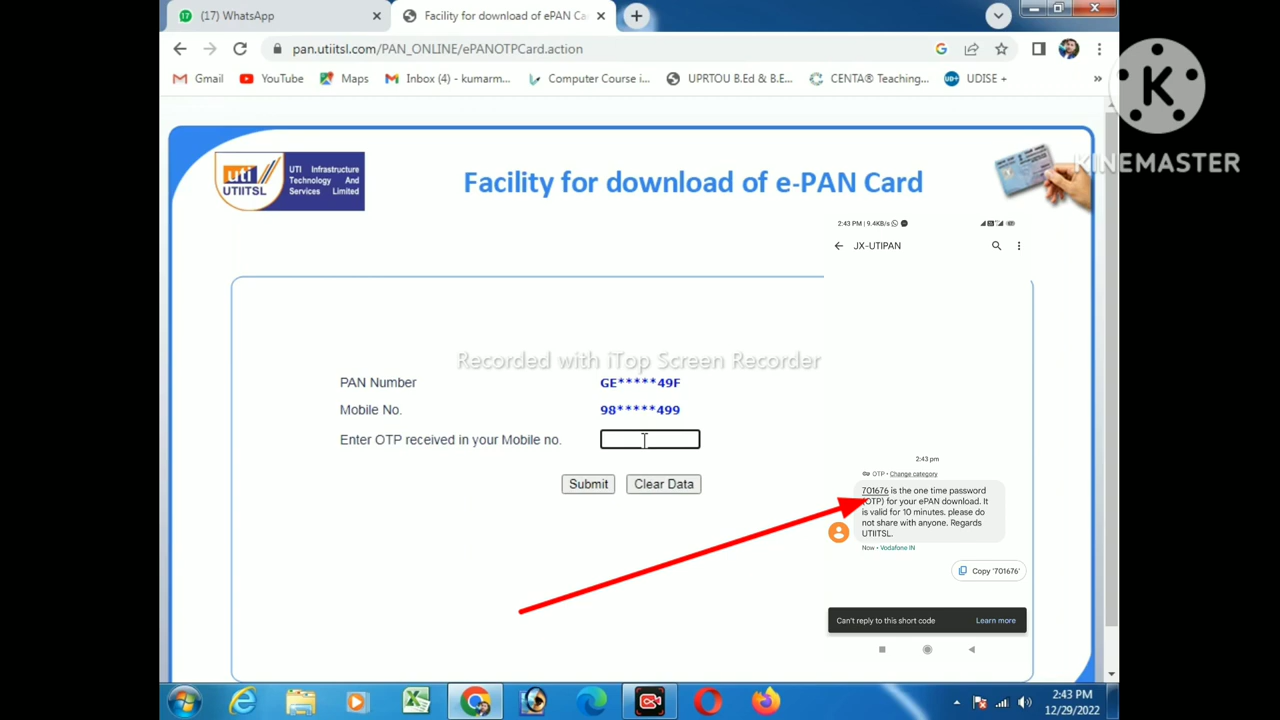 (17) WhatsApp
Facility for download of ePAN Ca
pan.utiitsl.com/PAN_ONLINE/ePANOTPCard.action
Gmail
YouTube
Maps
Inbox (4) - kumarm...
Computer Course i...
UPRTOU B.Ed & B.E...
CENTA® Teaching...
UDISE +
»
K
KINEMASTER
uti
UTIITSL
UTI Infrastructure
Technology And
Services Limited
Facility for download of e-PAN Card
2:43 PM | 9.4KB/s
JX-UTIPAN
Recorded with iTop Screen Recorder
PAN Number GE*****49F
Mobile No. 98*****499
Enter OTP received in your Mobile no.
Submit Clear Data
2:43 pm
OTP • Change category
701676 is the one time password
(OTP) for your ePAN download. It
is valid for 10 minutes. please do
not share with anyone. Regards
UTIITSL.
Now • Vodafone IN
Copy '701676'
Can't reply to this short code Learn more
2:43 PM
12/29/2022